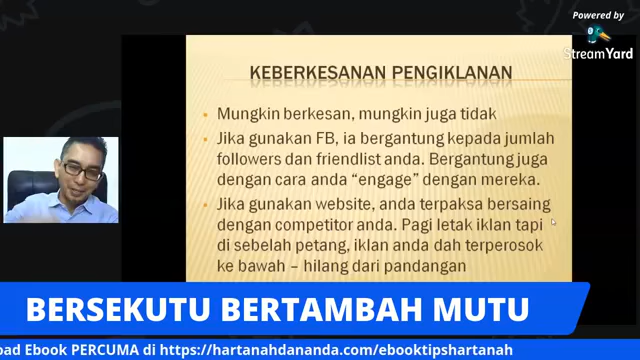 Powered by
StreamYard
KEBERKESANAN PENGIKLANAN
Mungkin berkesan, mungkin juga tidak
Jika gunakan FB, ia bergantung kepada jumlah
followers dan friendlist anda. Bergantung juga
dengan cara anda “engage” dengan mereka.
Jika gunakan website, anda terpaksa bersaing
dengan competitor anda. Pagi letak iklan tapi
di sebelah petang, iklan anda dah terperosok
ke bawah – hilang dari pandangan
BERSEKUTU BERTAMBAH MUTU
oad Ebook PERCUMA di https://hartanahdananda.com/ebooktipshartanah